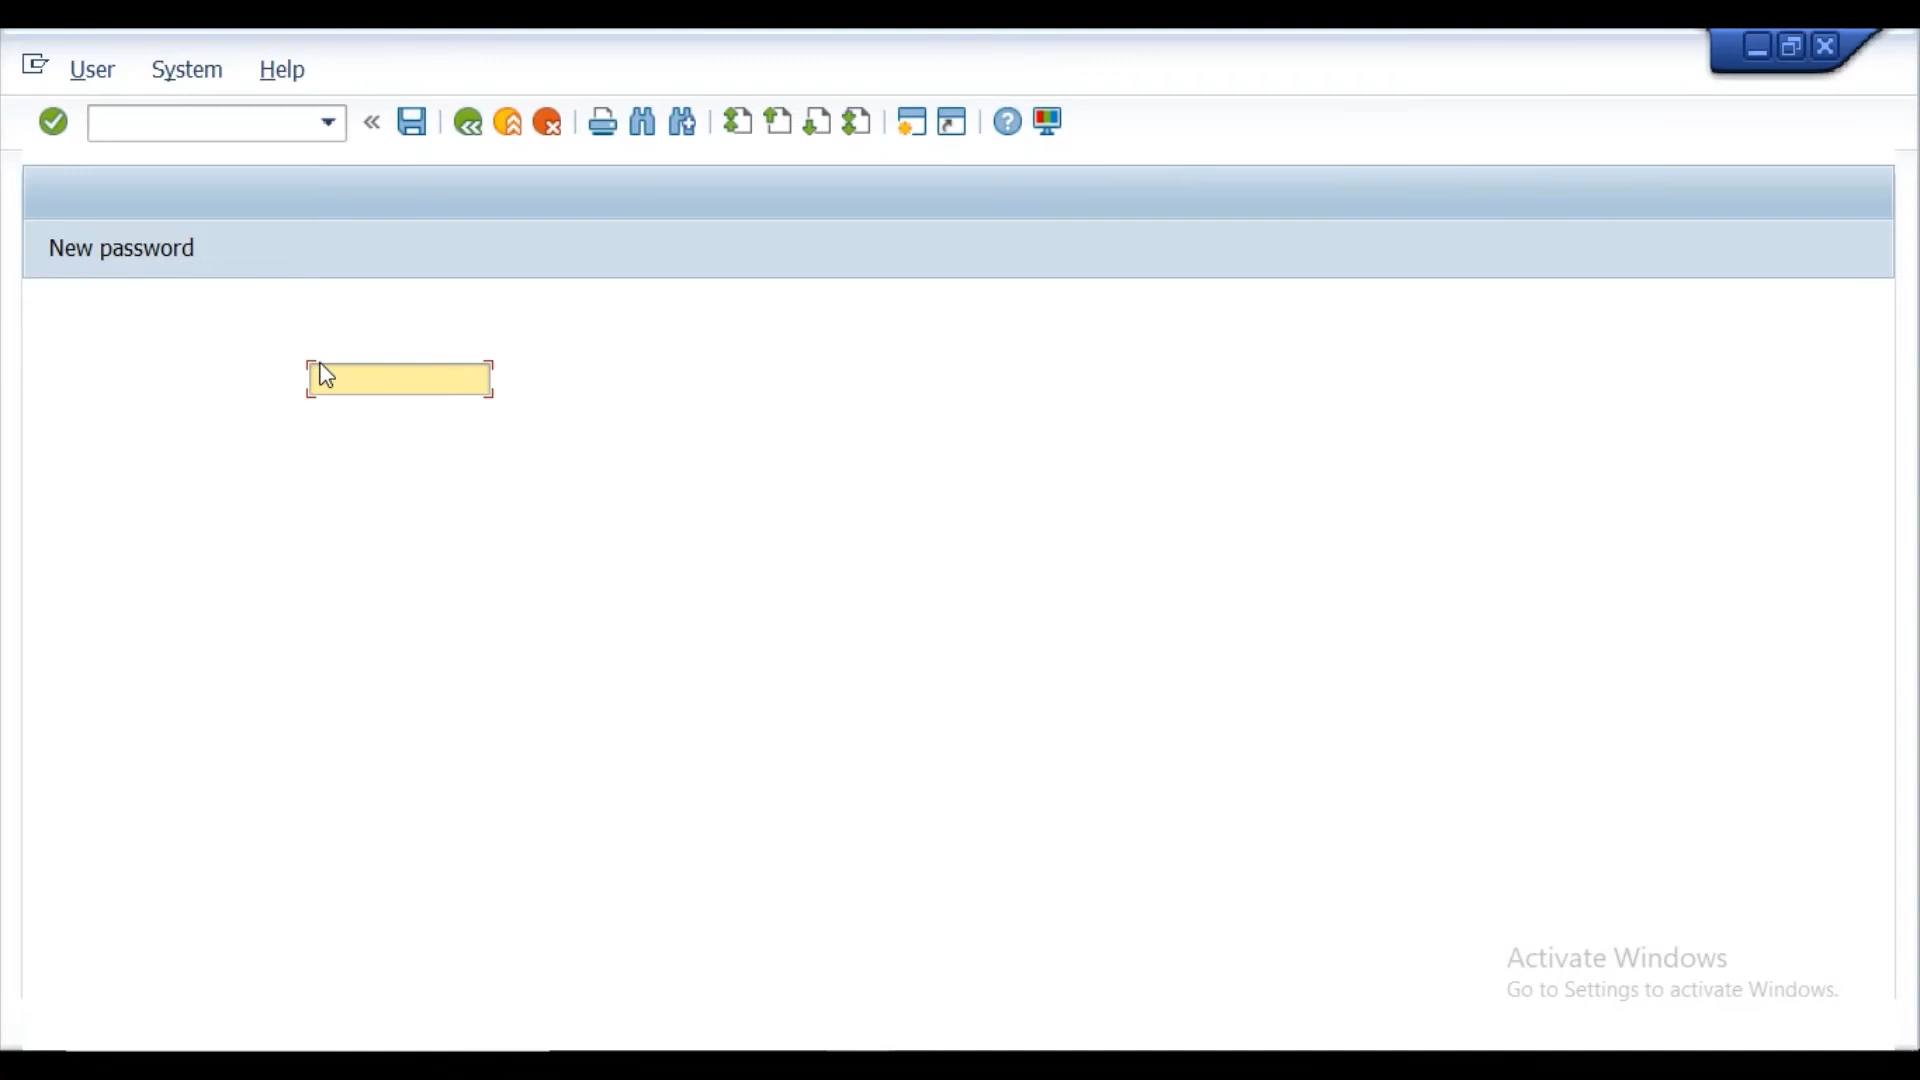 User System Help
New password
Activate Windows
Go to Settings to activate Windows.